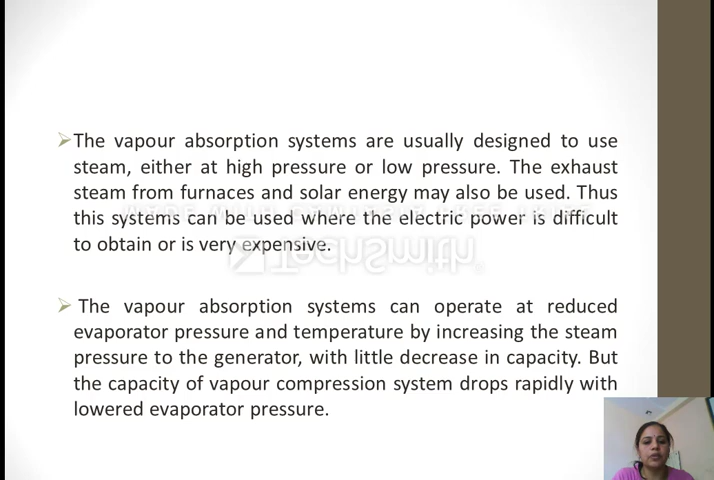 The vapour absorption systems are usually designed to use
steam, either at high pressure or low pressure. The exhaust
steam from furnaces and solar energy may also be used. Thus
this systems can be used where the electric power is difficult
to obtain or is very expensive.
TechSmith
The vapour absorption systems can operate at reduced
evaporator pressure and temperature by increasing the steam
pressure to the generator, with little decrease in capacity. But
the capacity of vapour compression system drops rapidly with
lowered evaporator pressure.